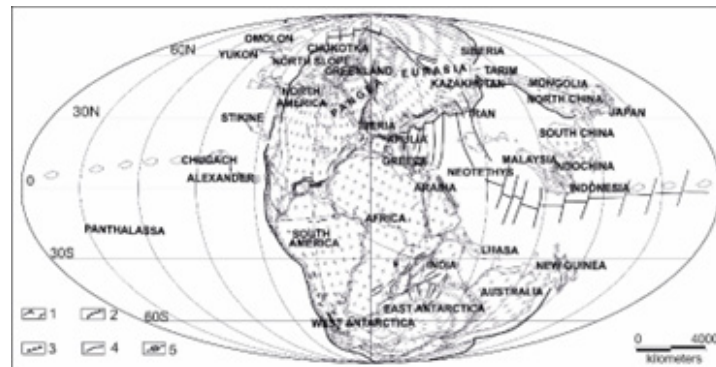 OMOLON
60N
CHUKOTKA
SIBERIA
YUKON
NORTH SLOPE
GREENLAND
EURASIA
TARIM
KAZAKHSTAN
MONGOLIA
NORTH CHINA
NORTH AMERICA
PANGEA
JAPAN
30N
IRAN
STIKINE
IBERIA
APULIA
SOUTH CHINA
GREECE
MALAYSIA
CHUGACH
NEOTETHYS
INDOCHINA
0
ALEXANDER
ARABIA
INDONESIA
AFRICA
PANTHALASSA
SOUTH AMERICA
LHASA
30S
INDIA
NEW GUINEA
AUSTRALIA
EAST ANTARCTICA
60S
WEST ANTARCTICA
1
2
3
4
5
0 4000
kilometers